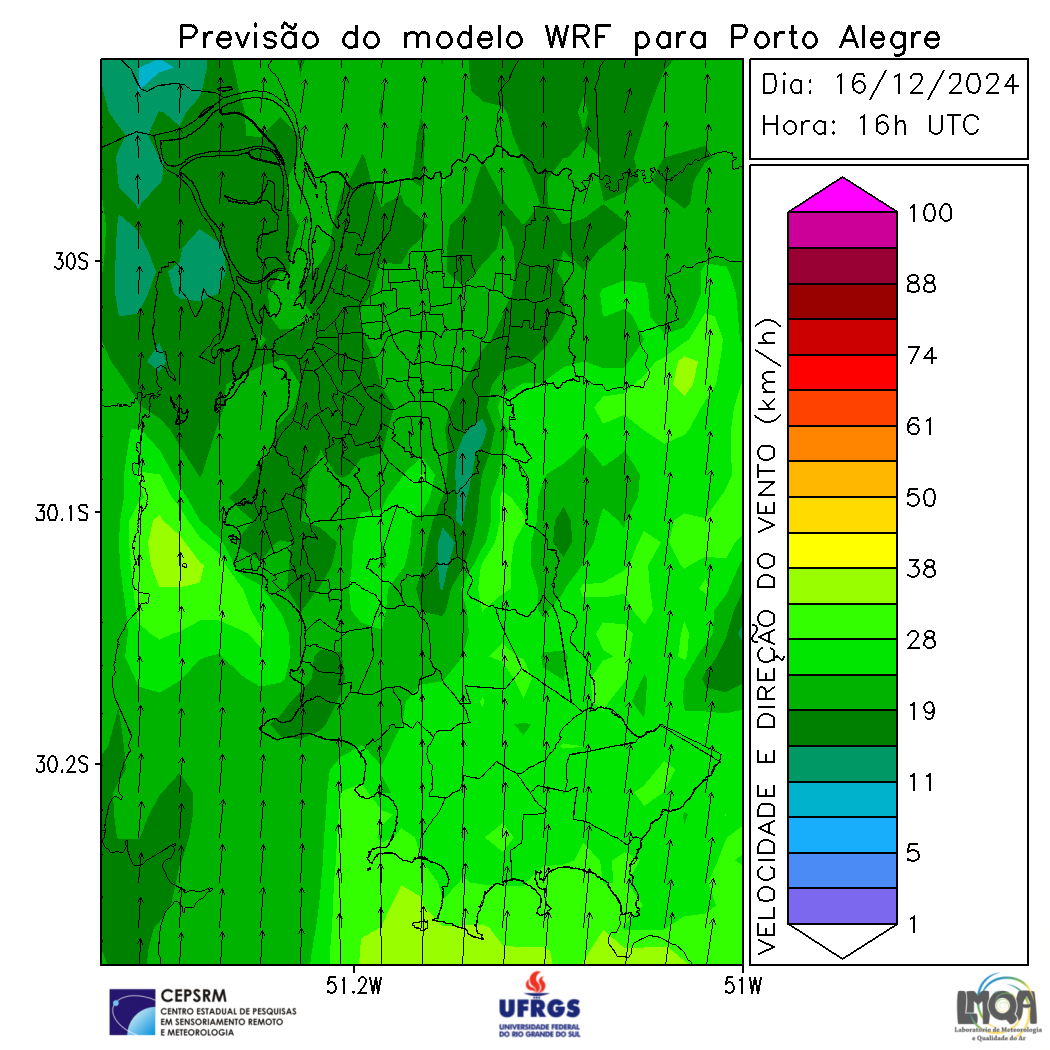 Previsão do modelo WRF para Porto Alegre
Dia: 16/12/2024
Hora: 16h UTC
30S
30.1S
30.2S
51.2W
51W
VELOCIDADE E DIREÇÃO DO VENTO (km/h)
100
88
74
61
50
38
28
19
11
5
1
CEPSRM
CENTRO ESTADUAL DE PESQUISAS
EM SENSORIAMENTO REMOTO
E METEOROLOGIA
UFRGS
UNIVERSIDADE FEDERAL
DO RIO GRANDE DO SUL
LMQA
Laboratório de Meteorologia
e Qualidade do Ar